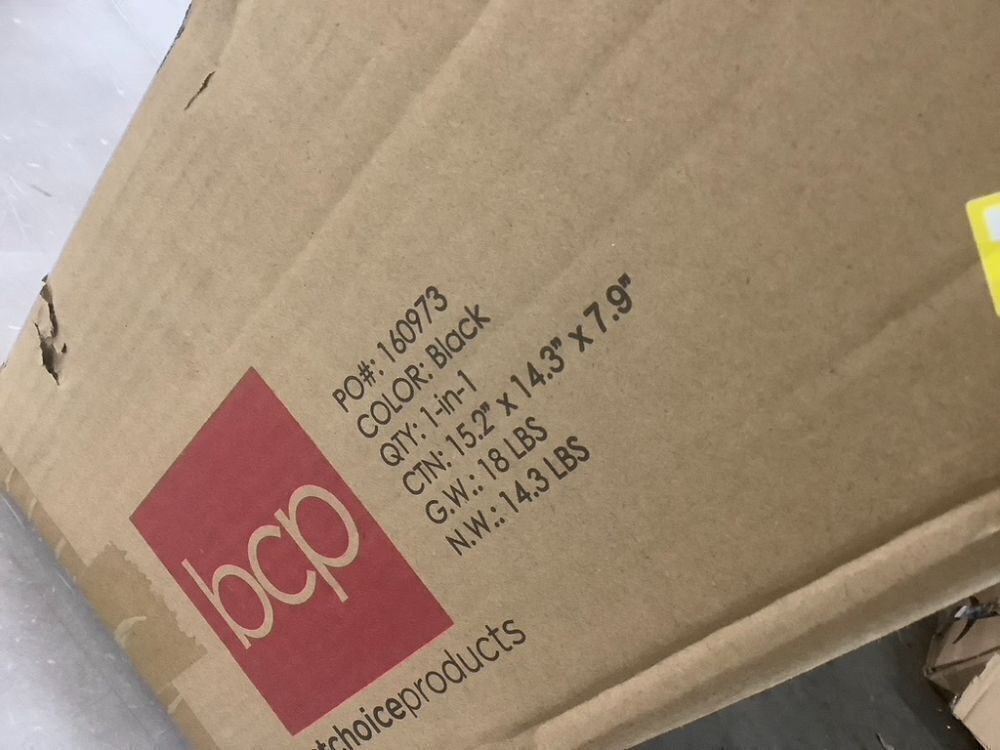 PO#: 160973
COLOR: Black
QTY: 1-in-1
CTN: 15.2" x 14.3" x 7.9"
G.W.: 18 LBS
N.W.: 14.3 LBS
bcp
tchoiceproducts